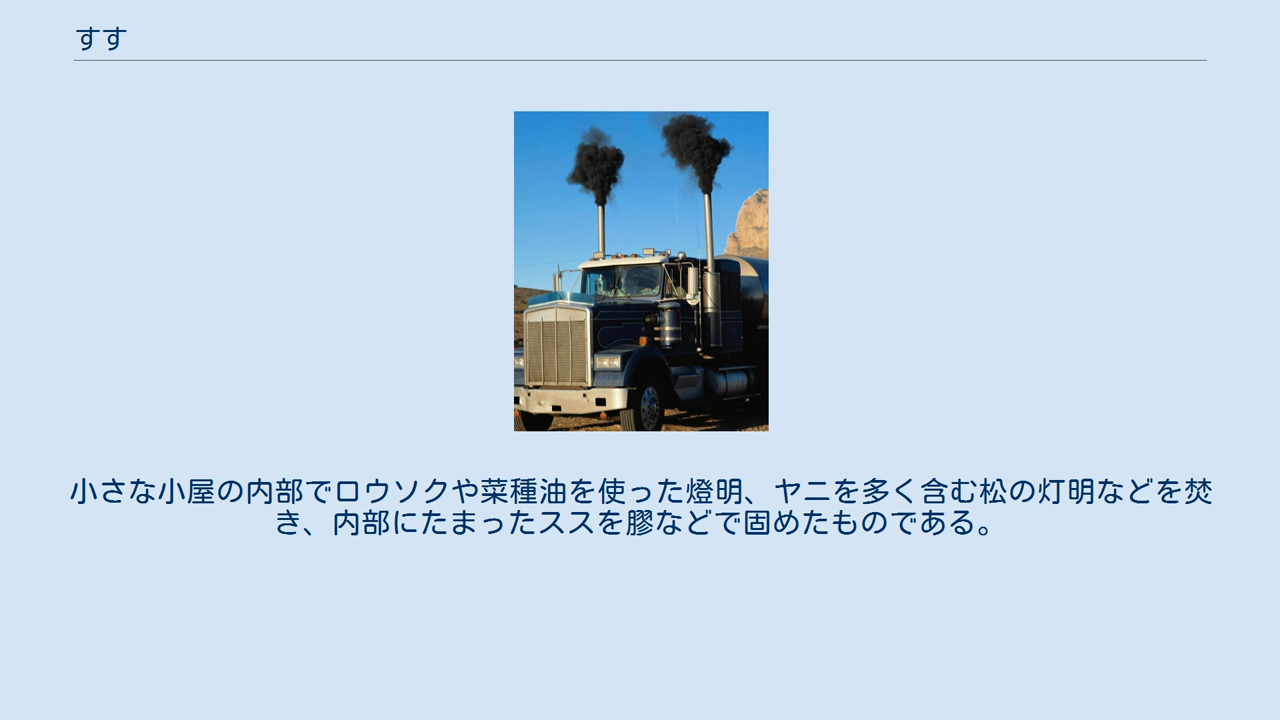 すす
小さな小屋の内部でロウソクや菜種油を使った燈明、ヤニを多く含む松の灯明などを焚
き、内部にたまったススを膠などで固めたものである。